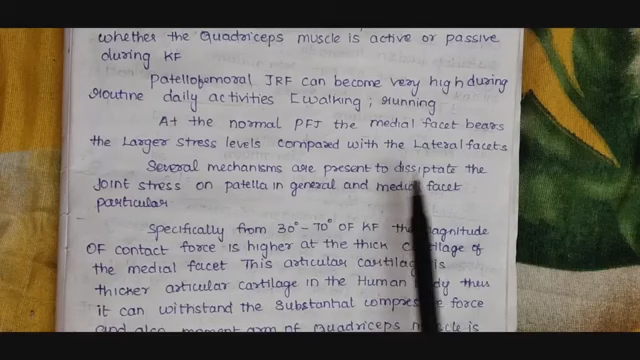 whether the Quadriceps muscle is active or passive
during KF
Patellofemoral JRF can become very high during
routine daily activities [walking ; running
At the normal PFJ the medial facet bears
the Larger stress levels compared with the Lateral facets
Several mechanisms are present to dissiptate the
Joint stress on patella in general and medial facet
particular
Specifically from 30° - 70° OF KF the magnitude
OF contact force is higher at the thick cartilage of
the medial facet This articular cartilage is
thicker articular cartilage in the Human body thus
it can withstand the Substantial compressive force
and also moment arm of Quadriceps muscle is